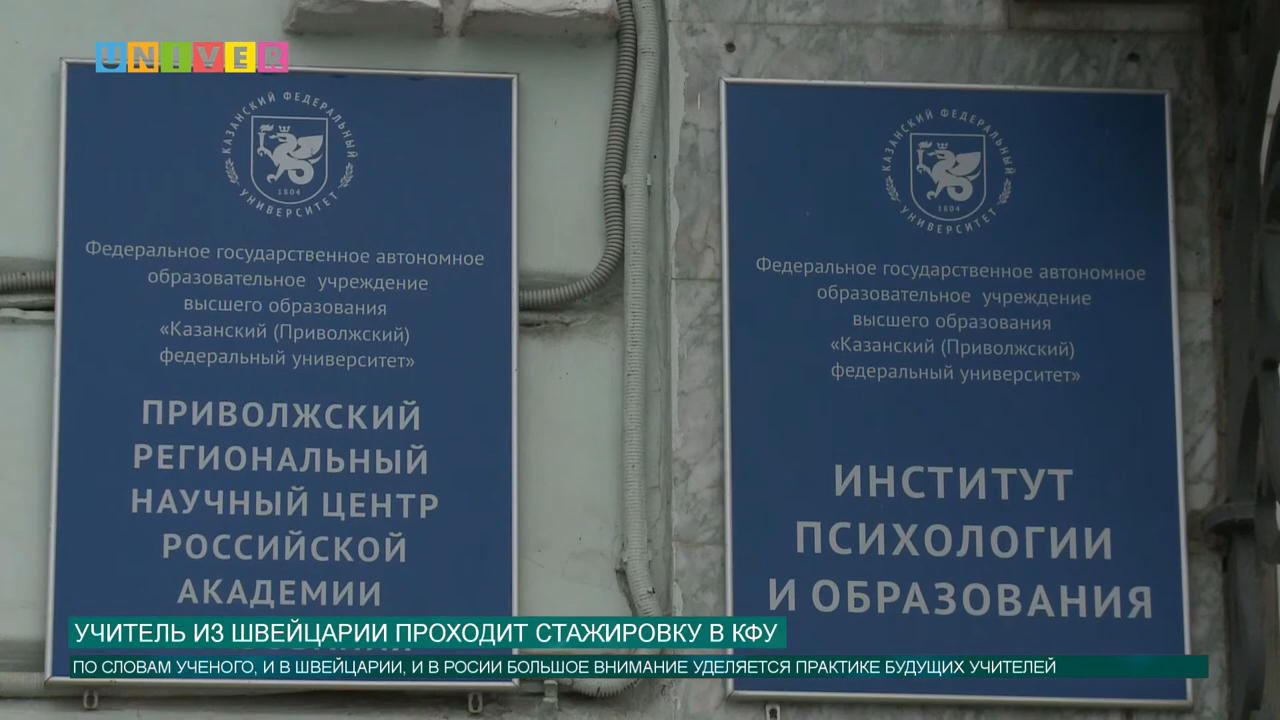 UNIVER
КАЗАНСКИЙ ФЕДЕРАЛЬНЫЙ
УНИВЕРСИТЕТ
1804
Федеральное государственное автономное
образовательное учреждение
высшего образования
«Казанский (Приволжский)
федеральный университет»
ПРИВОЛЖСКИЙ
РЕГИОНАЛЬНЫЙ
НАУЧНЫЙ ЦЕНТР
РОССИЙСКОЙ
АКАДЕМИИ
КАЗАНСКИЙ ФЕДЕРАЛЬНЫЙ
УНИВЕРСИТЕТ
1804
Федеральное государственное автономное
образовательное учреждение
высшего образования
«Казанский (Приволжский)
федеральный университет»
ИНСТИТУТ
ПСИХОЛОГИИ
И ОБРАЗОВАНИЯ
УЧИТЕЛЬ ИЗ ШВЕЙЦАРИИ ПРОХОДИТ СТАЖИРОВКУ В КФУ
ПО СЛОВАМ УЧЕНОГО, И В ШВЕЙЦАРИИ, И В РОСИИ БОЛЬШОЕ ВНИМАНИЕ УДЕЛЯЕТСЯ ПРАКТИКЕ БУДУЩИХ УЧИТЕЛЕЙ